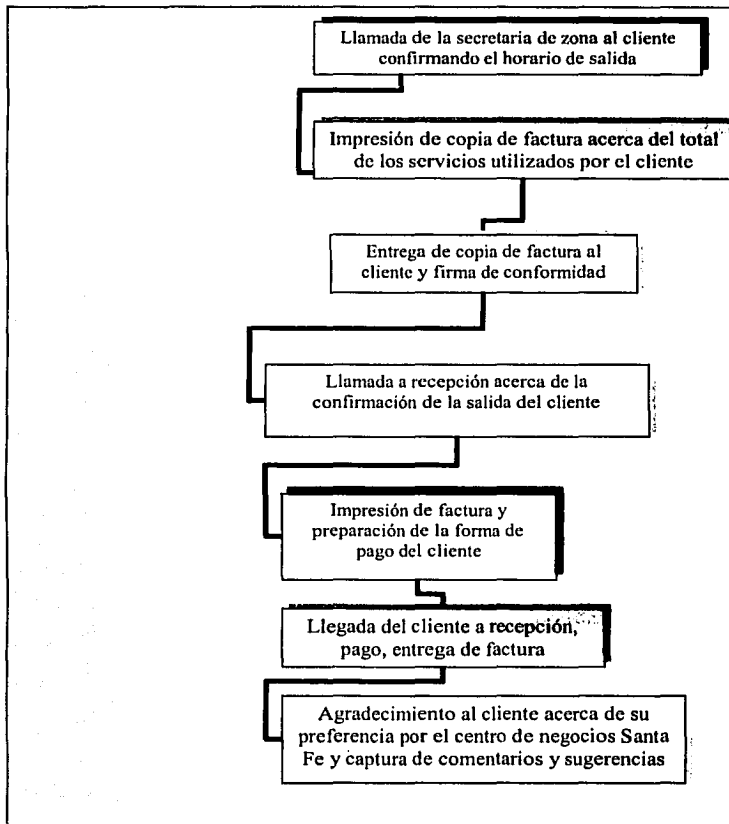 Llamada de la secretaria de zona al cliente
confirmando el horario de salida
Impresión de copia de factura acerca del total
de los servicios utilizados por el cliente
Entrega de copia de factura al
cliente y firma de conformidad
Llamada a recepción acerca de la
confirmación de la salida del cliente
Impresión de factura y
preparación de la forma de
pago del cliente
Llegada del cliente a recepción,
pago, entrega de factura
Agradecimiento al cliente acerca de su
preferencia por el centro de negocios Santa
Fe y captura de comentarios y sugerencias